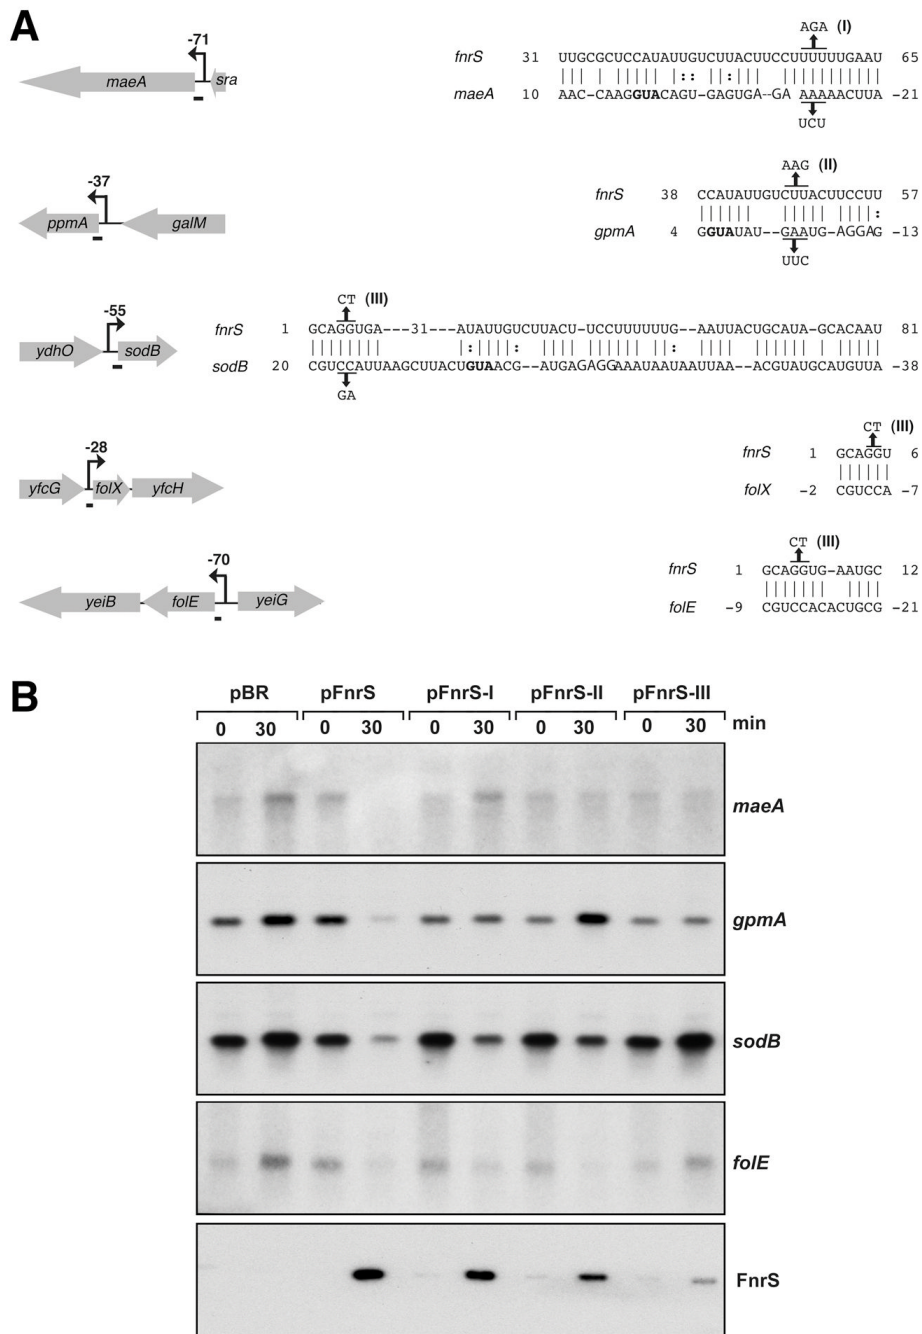 A
-71
maeA
sra
AGA (I)
fnrS 31 UUGCGCUCCAUAUUGUCUUACUUCCUUUUUUGAAU 65
maeA 10 AAC-CAAGGUACAGU-GAGUGA--GA AAAAACUUA -21
UCU
-37
ppmA
galM
AAG (II)
fnrS 38 CCAUAUUGUCUUACUUCCUU 57
gpmA 4 GGUAUAU--GAAUG-AGGAG -13
UUC
-55
ydhO
sodB
CT (III)
fnrS 1 GCAGGUGA---31---AUAUUGUCUUACU-UCCUUUUUUG--AAUUACUGCAUA-GCACAAU 81
sodB 20 CGUCCAUUAAGCUUACUGUAACG--AUGAGAGGAAAUAAUAAUUAA--ACGUAUGCAUGUUA -38
GA
-28
yfcG
folX
yfcH
CT (III)
fnrS 1 GCAGGU 6
folX -2 CGUCCA -7
-70
yeiB
folE
yeiG
CT (III)
fnrS 1 GCAGGUG-AAUGC 12
folE -9 CGUCCACACUGCG -21
B
pBR pFnrS pFnrS-I pFnrS-II pFnrS-III
0 30 0 30 0 30 0 30 0 30 min
maeA
gpmA
sodB
folE
FnrS